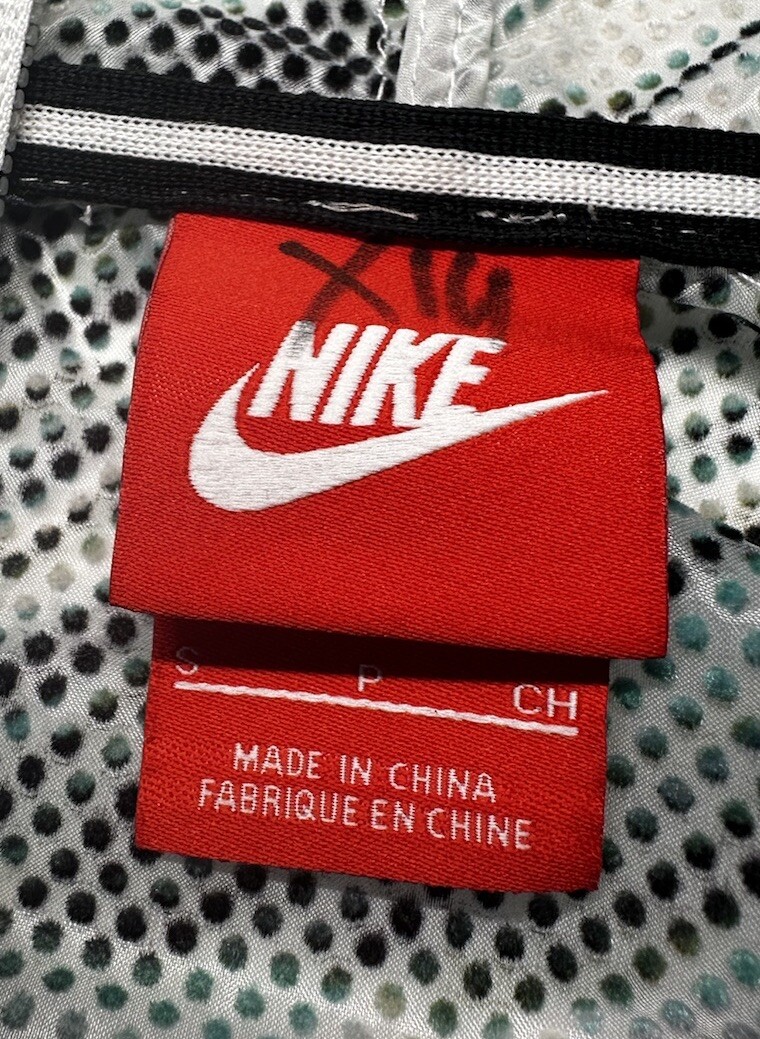 NIKE
S P CH
MADE IN CHINA
FABRIQUE EN CHINE